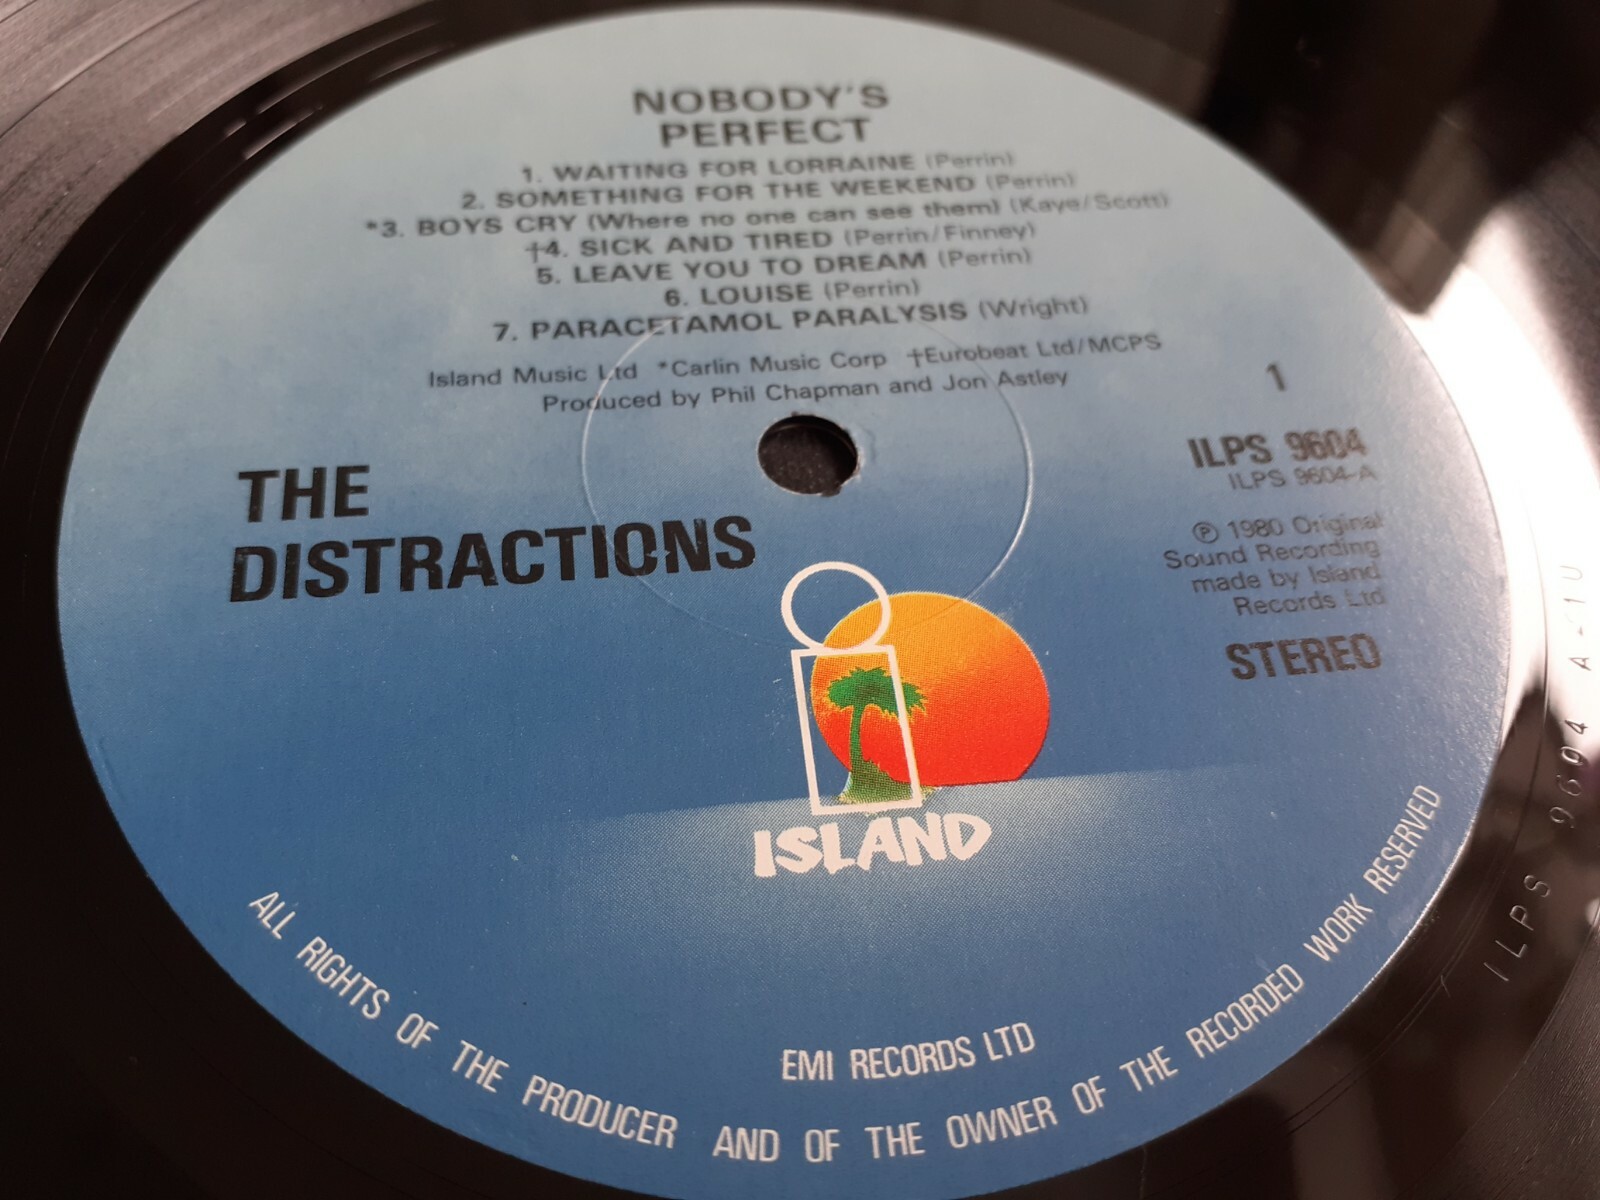 NOBODY'S
PERFECT
1. WAITING FOR LORRAINE (Perrin)
2. SOMETHING FOR THE WEEKEND (Perrin)
*3. BOYS CRY (Where no one can see them) (Kaye/Scott)
†4. SICK AND TIRED (Perrin/Finney)
5. LEAVE YOU TO DREAM (Perrin)
6. LOUISE (Perrin)
7. PARACETAMOL PARALYSIS (Wright)
Island Music Ltd *Carlin Music Corp †Eurobeat Ltd/MCPS
Produced by Phil Chapman and Jon Astley
1
ILPS 9604
ILPS 9604-A
THE
DISTRACTIONS
℗ 1980 Original
Sound Recording
made by Island
Records Ltd
STEREO
ISLAND
EMI RECORDS LTD
ALL RIGHTS OF THE PRODUCER AND OF THE OWNER OF THE RECORDED WORK RESERVED
ILPS 9604 A-1U